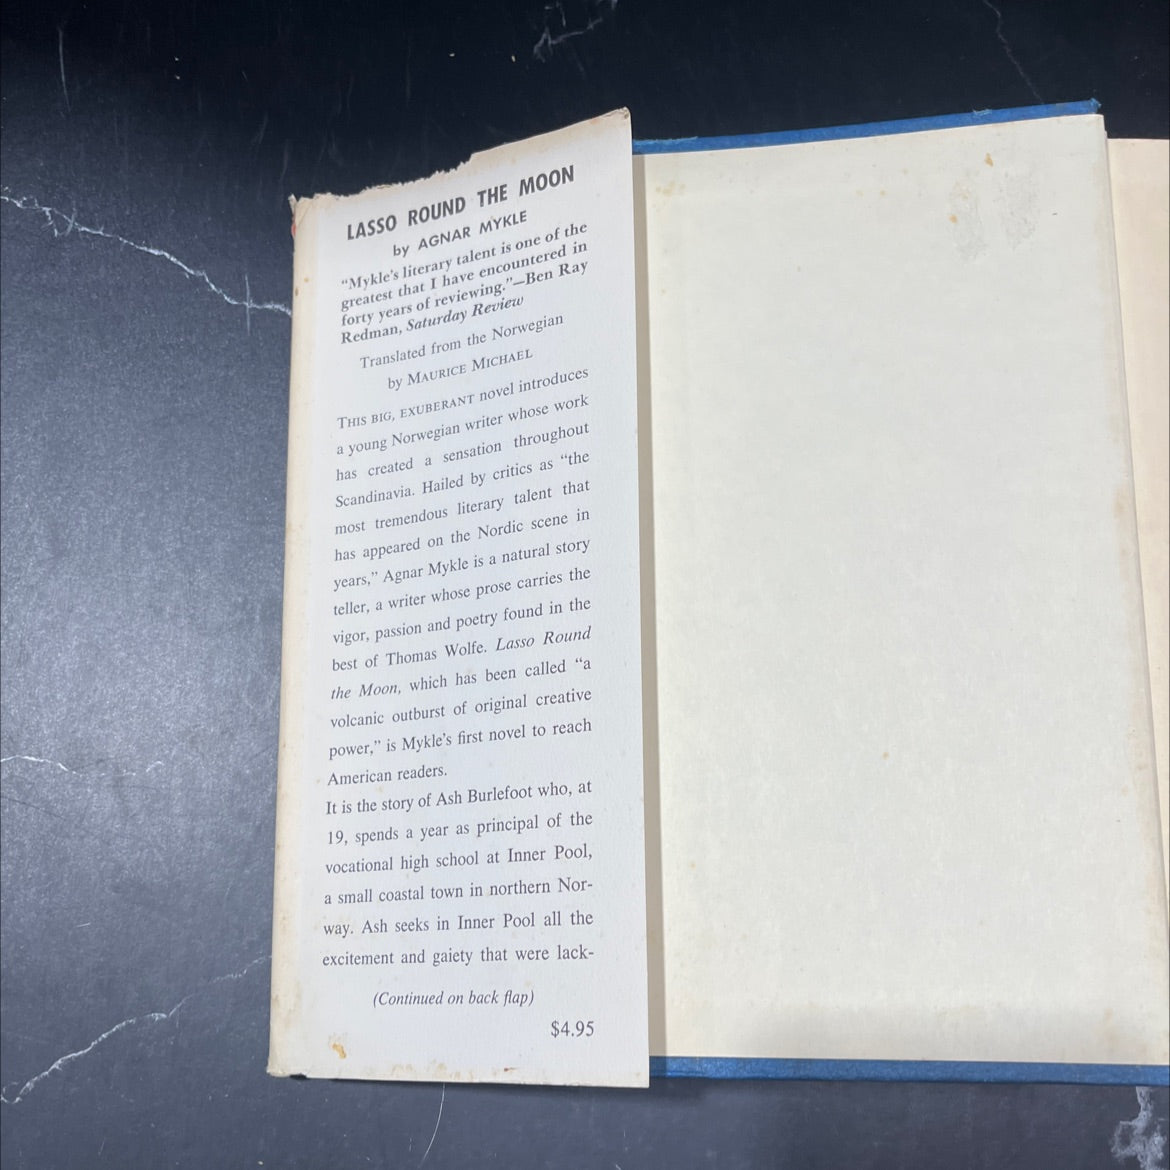 LASSO ROUND THE MOON
by AGNAR MYKLE
“Mykle’s literary talent is one of the
greatest that I have encountered in
forty years of reviewing.”—Ben Ray
Redman, Saturday Review
Translated from the Norwegian
by MAURICE MICHAEL
THIS BIG, EXUBERANT novel introduces
a young Norwegian writer whose work
has created a sensation throughout
Scandinavia. Hailed by critics as “the
most tremendous literary talent that
has appeared on the Nordic scene in
years,” Agnar Mykle is a natural story
teller, a writer whose prose carries the
vigor, passion and poetry found in the
best of Thomas Wolfe. Lasso Round
the Moon, which has been called “a
volcanic outburst of original creative
power,” is Mykle’s first novel to reach
American readers.
It is the story of Ash Burlefoot who, at
19, spends a year as principal of the
vocational high school at Inner Pool,
a small coastal town in northern Nor-
way. Ash seeks in Inner Pool all the
excitement and gaiety that were lack-
(Continued on back flap)
$4.95